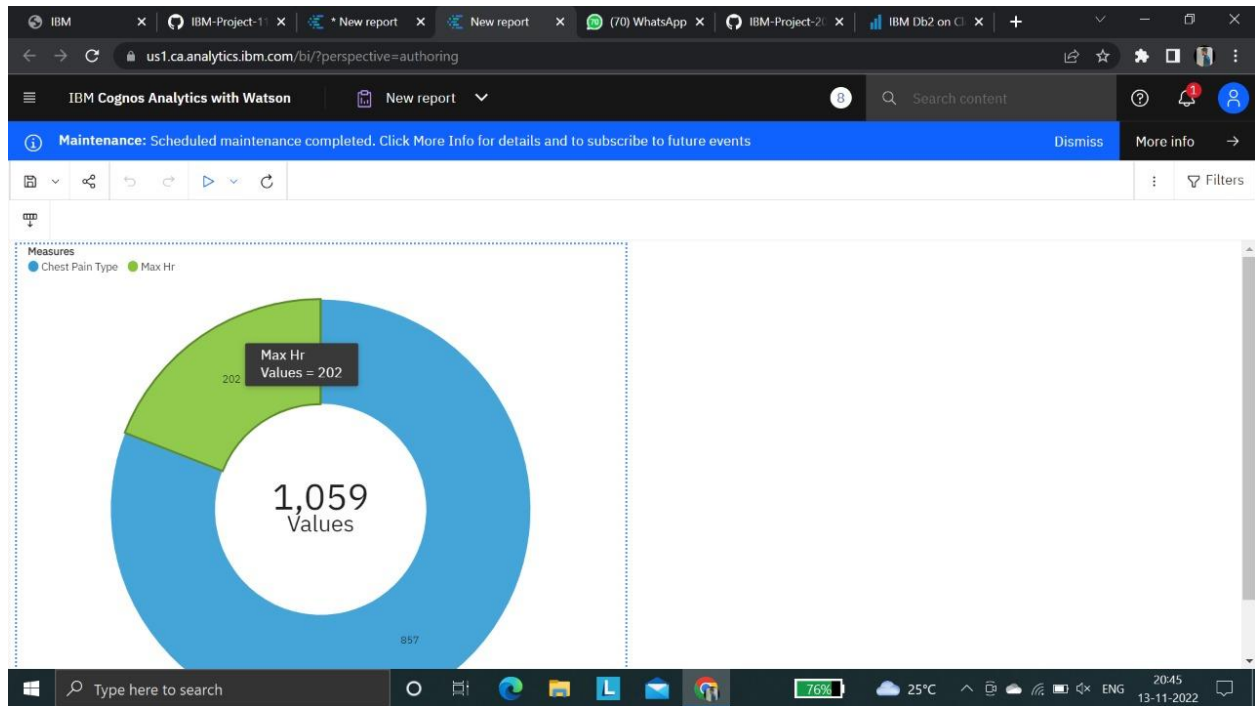 IBM
IBM-Project-11
* New report
New report
(70) WhatsApp
IBM-Project-20
IBM Db2 on Cl
us1.ca.analytics.ibm.com/bi/?perspective=authoring
IBM Cognos Analytics with Watson
New report
8
Search content
1
Maintenance: Scheduled maintenance completed. Click More Info for details and to subscribe to future events
Dismiss
More info
Filters
Measures
Chest Pain Type
Max Hr
Max Hr
Values = 202
202
1,059
Values
857
Type here to search
L
76%
25°C
ENG
20:45
13-11-2022